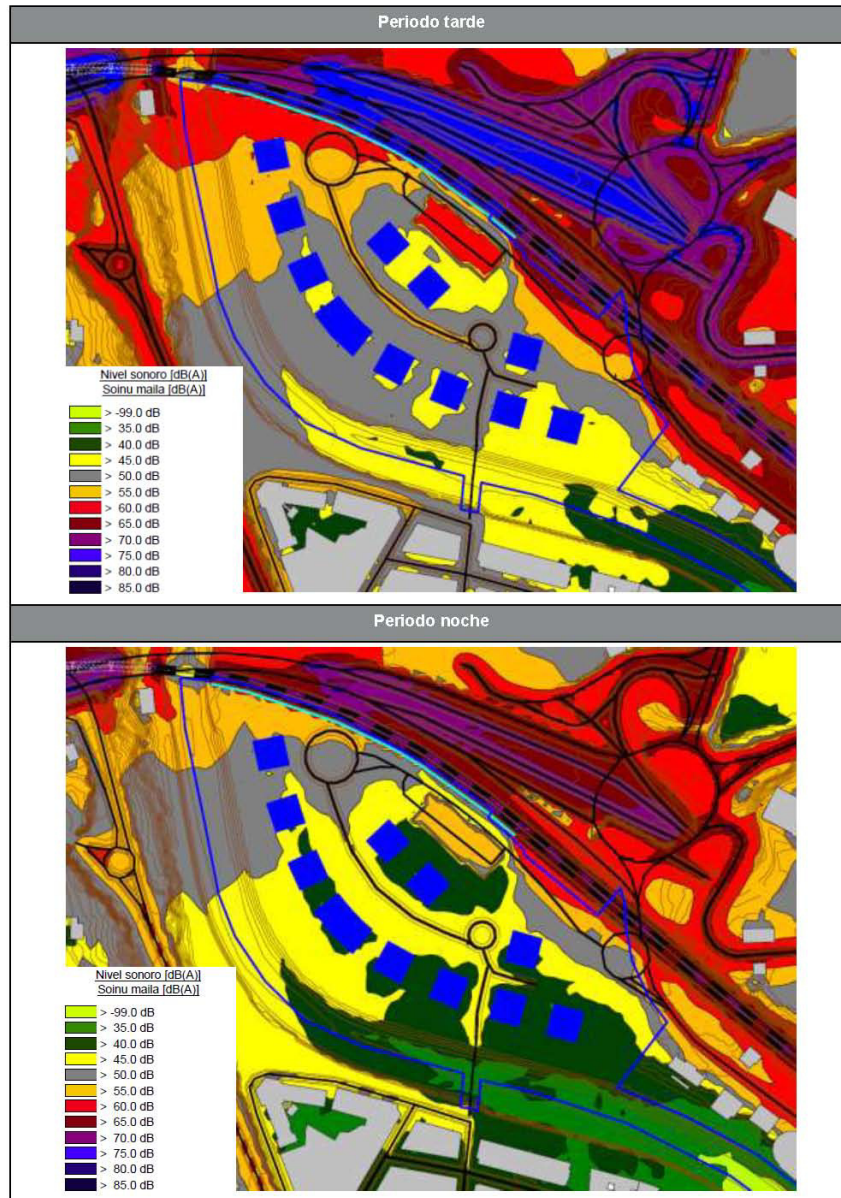 Periodo tarde
Nivel sonoro [dB(A)]
Soinu maila [dB(A)]
> -99.0 dB
> 35.0 dB
> 40.0 dB
> 45.0 dB
> 50.0 dB
> 55.0 dB
> 60.0 dB
> 65.0 dB
> 70.0 dB
> 75.0 dB
> 80.0 dB
> 85.0 dB
Periodo noche
Nivel sonoro [dB(A)]
Soinu maila [dB(A)]
> -99.0 dB
> 35.0 dB
> 40.0 dB
> 45.0 dB
> 50.0 dB
> 55.0 dB
> 60.0 dB
> 65.0 dB
> 70.0 dB
> 75.0 dB
> 80.0 dB
> 85.0 dB